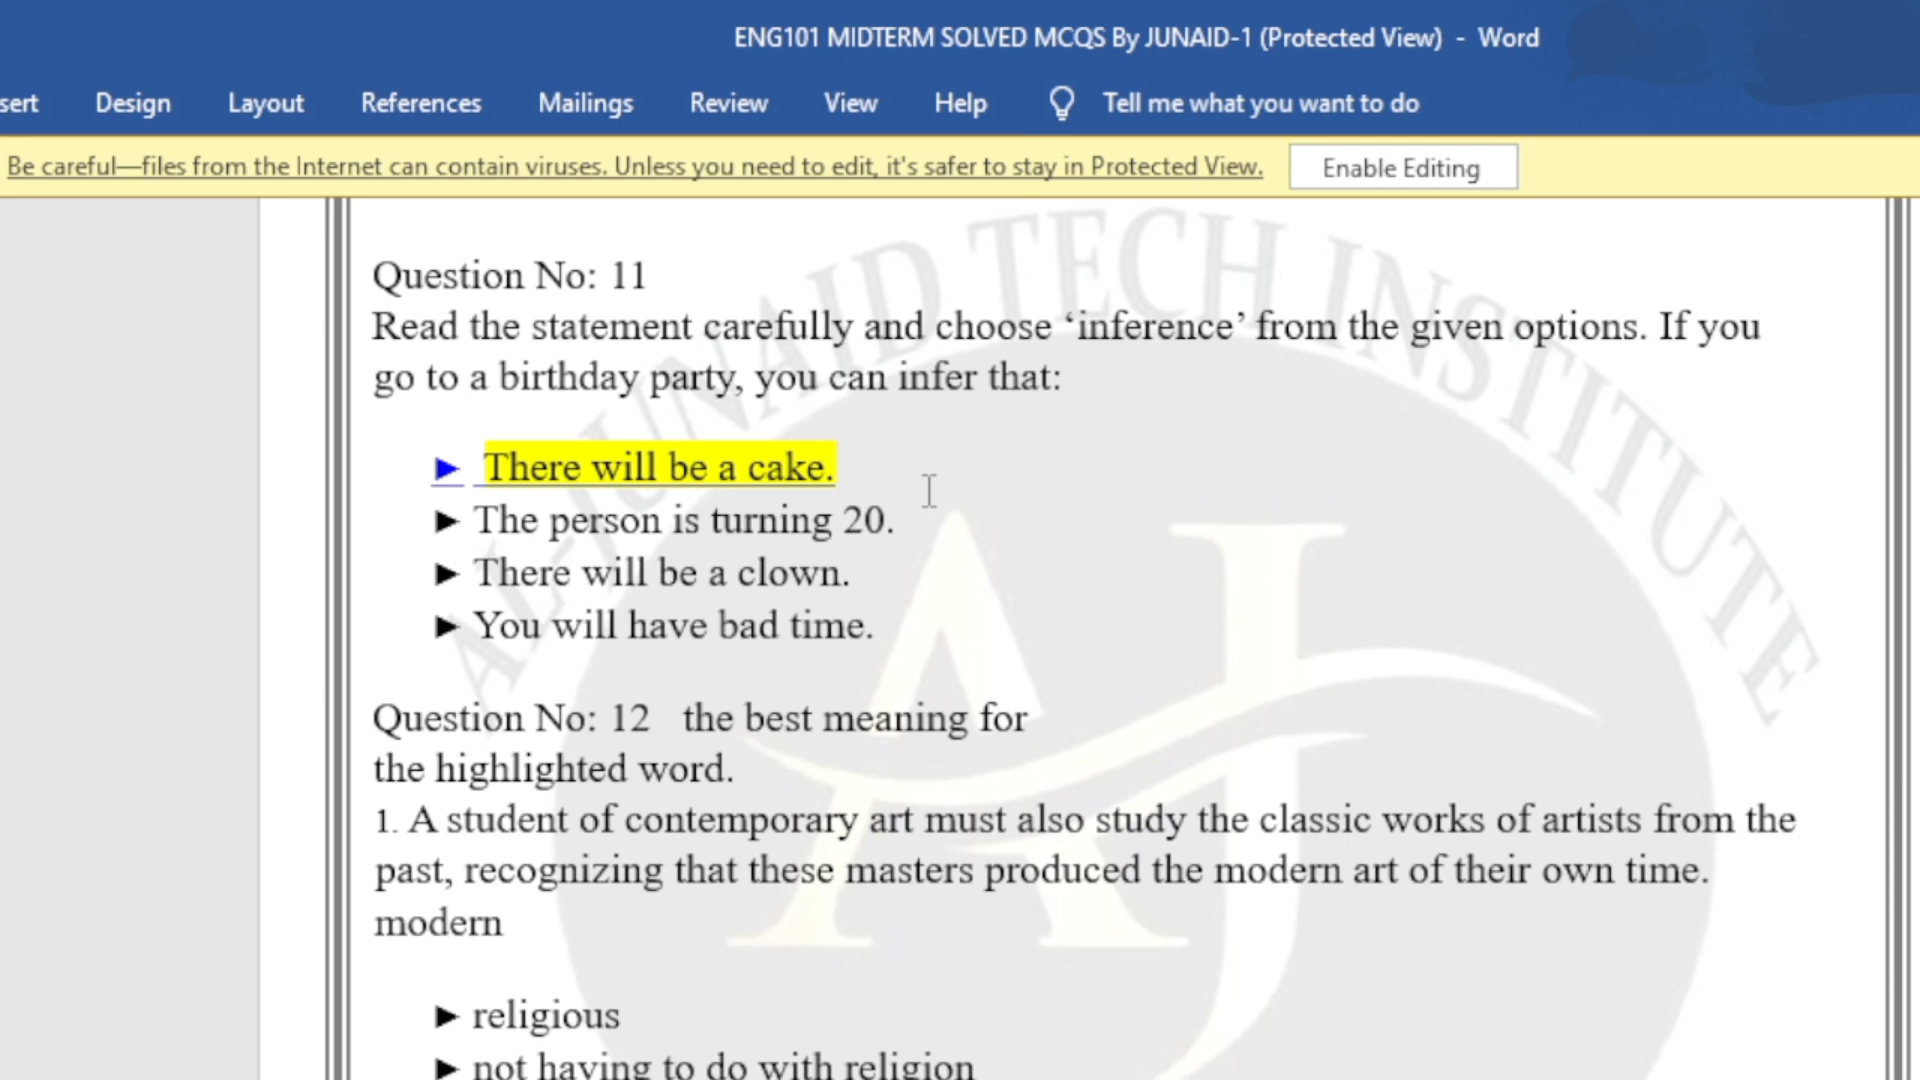 ENG101 MIDTERM SOLVED MCQS By JUNAID-1 (Protected View) - Word
sert Design Layout References Mailings Review View Help Tell me what you want to do
Be careful—files from the Internet can contain viruses. Unless you need to edit, it's safer to stay in Protected View. Enable Editing
AL-JUNAID TECH INSTITUTE
Question No: 11
Read the statement carefully and choose ‘inference’ from the given options. If you
go to a birthday party, you can infer that:
► There will be a cake.
► The person is turning 20.
► There will be a clown.
► You will have bad time.
AJ
Question No: 12 the best meaning for
the highlighted word.
1. A student of contemporary art must also study the classic works of artists from the
past, recognizing that these masters produced the modern art of their own time.
modern
► religious
► not having to do with religion